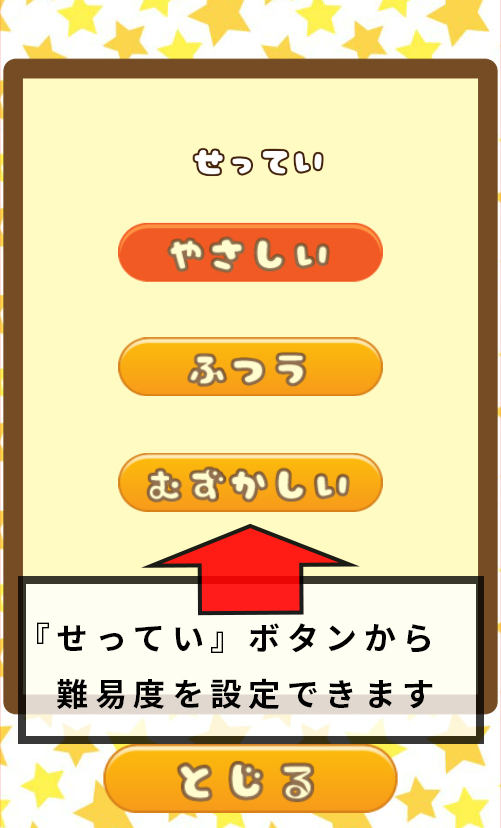 せってい
やさしい
ふつう
むずかしい
『せってい』ボタンから
難易度を設定できます
とじる